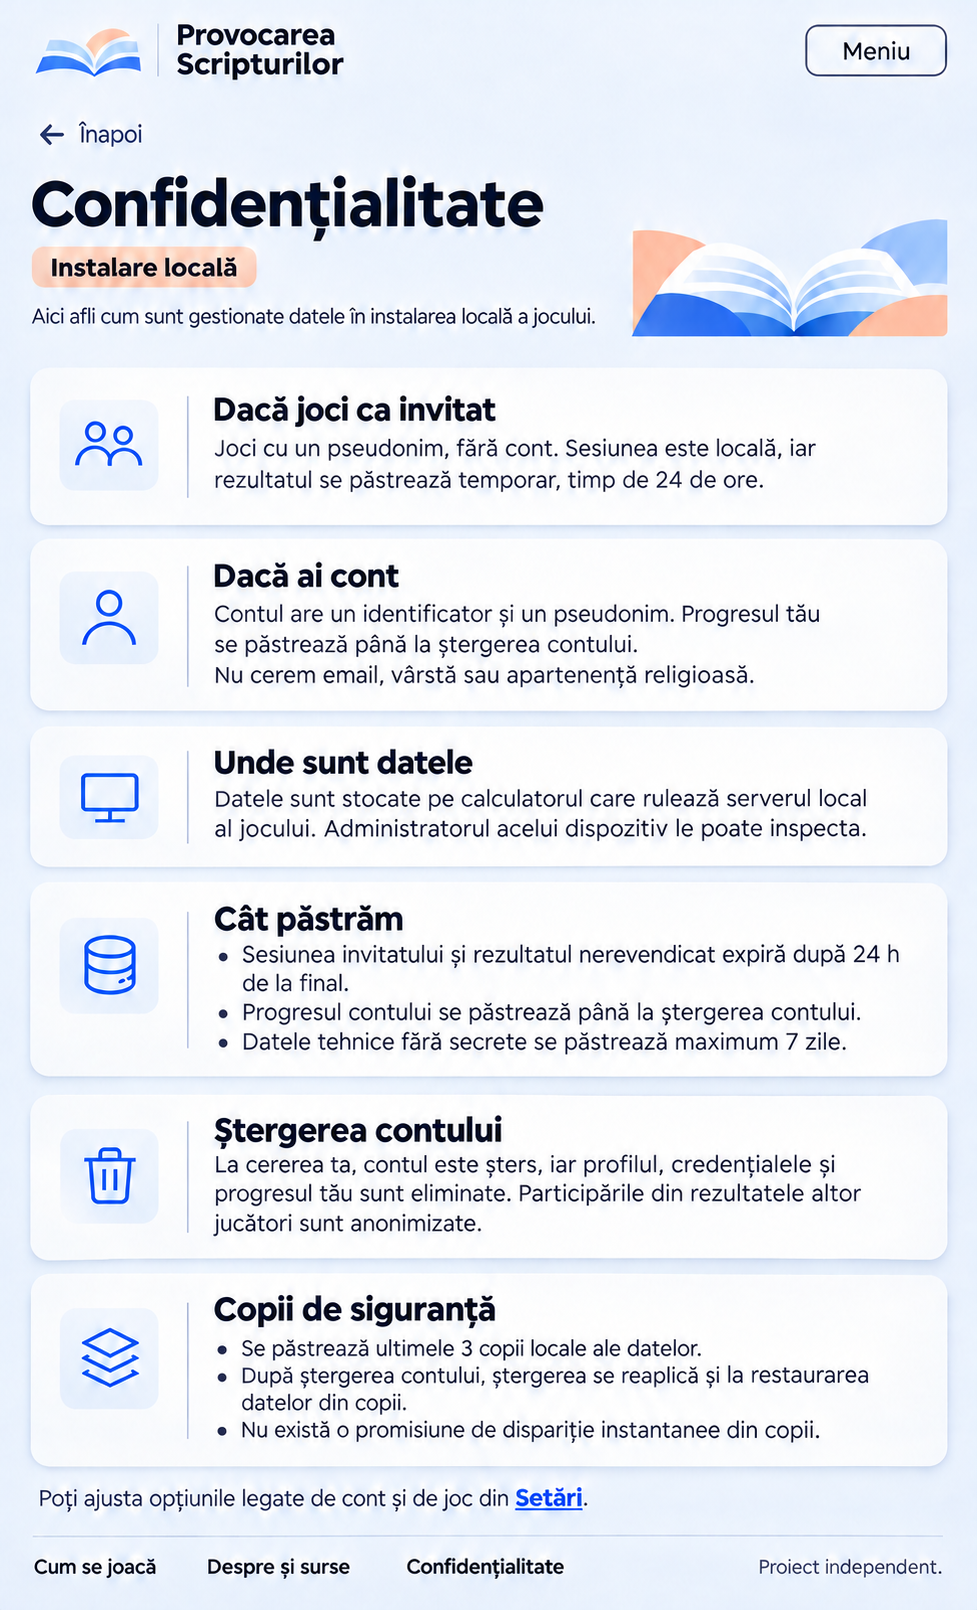 Provocarea
Scripturilor
Meniu
← Înapoi
Confidențialitate
Instalare locală
Aici afli cum sunt gestionate datele în instalarea locală a jocului.
Dacă joci ca invitat
Joci cu un pseudonim, fără cont. Sesiunea este locală, iar
rezultatul se păstrează temporar, timp de 24 de ore.
Dacă ai cont
Contul are un identificator și un pseudonim. Progresul tău
se păstrează până la ștergerea contului.
Nu cerem email, vârstă sau apartenență religioasă.
Unde sunt datele
Datele sunt stocate pe calculatorul care rulează serverul local
al jocului. Administratorul acelui dispozitiv le poate inspecta.
Cât păstrăm
• Sesiunea invitatului și rezultatul nerevendicat expiră după 24 h
de la final.
• Progresul contului se păstrează până la ștergerea contului.
• Datele tehnice fără secrete se păstrează maximum 7 zile.
Ștergerea contului
La cererea ta, contul este șters, iar profilul, credențialele și
progresul tău sunt eliminate. Participările din rezultatele altor
jucători sunt anonimizate.
Copii de siguranță
• Se păstrează ultimele 3 copii locale ale datelor.
• După ștergerea contului, ștergerea se reaplică și la restaurarea
datelor din copii.
• Nu există o promisiune de dispariție instantanee din copii.
Poți ajusta opțiunile legate de cont și de joc din Setări.
Cum se joacă
Despre și surse
Confidențialitate
Proiect independent.